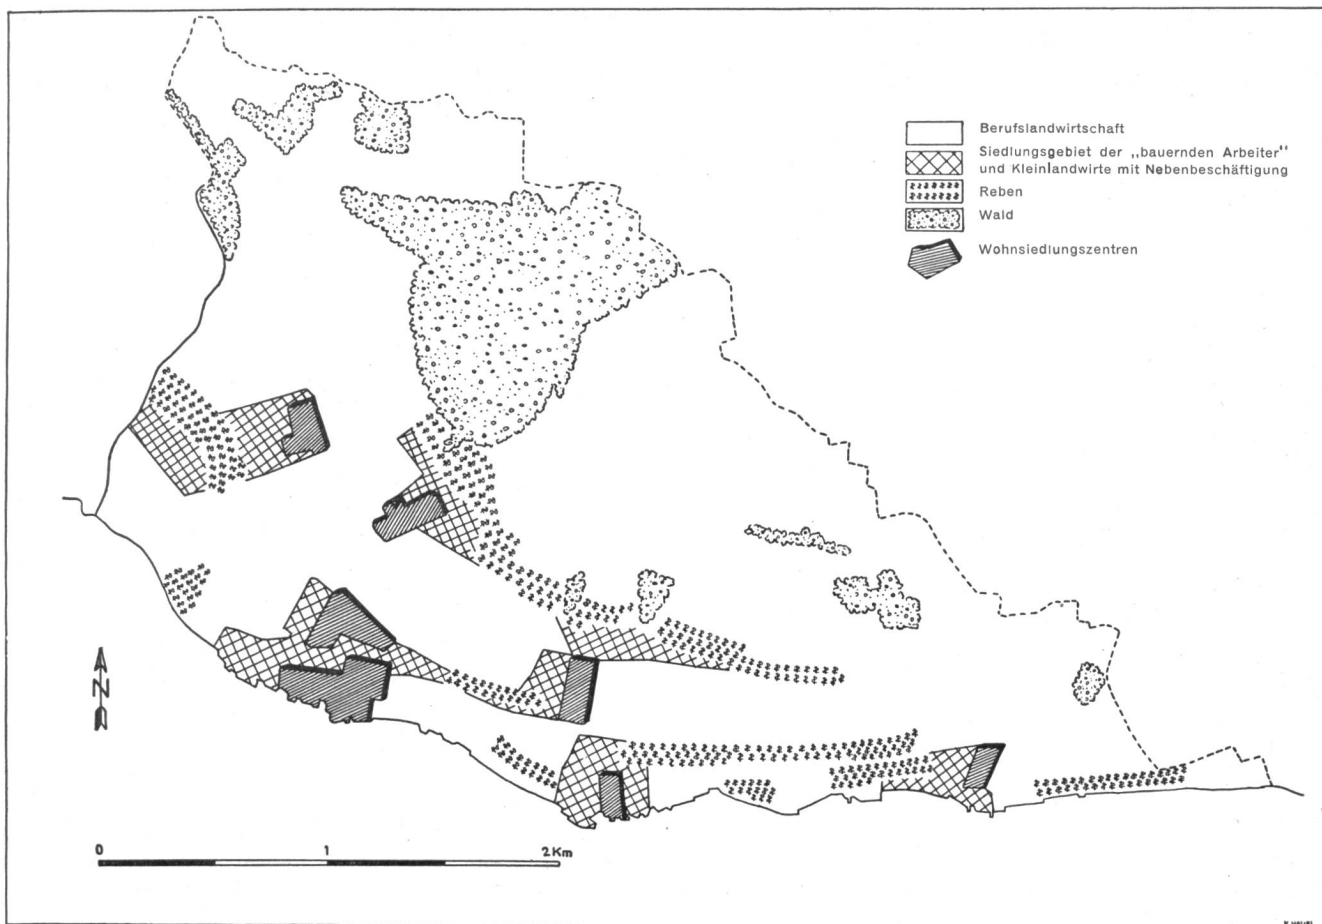 Berufslandwirtschaft
Siedlungsgebiet der „bauernden Arbeiter"
und Kleinlandwirte mit Nebenbeschäftigung
Reben
Wald
Wohnsiedlungszentren
N
0 1 2 Km